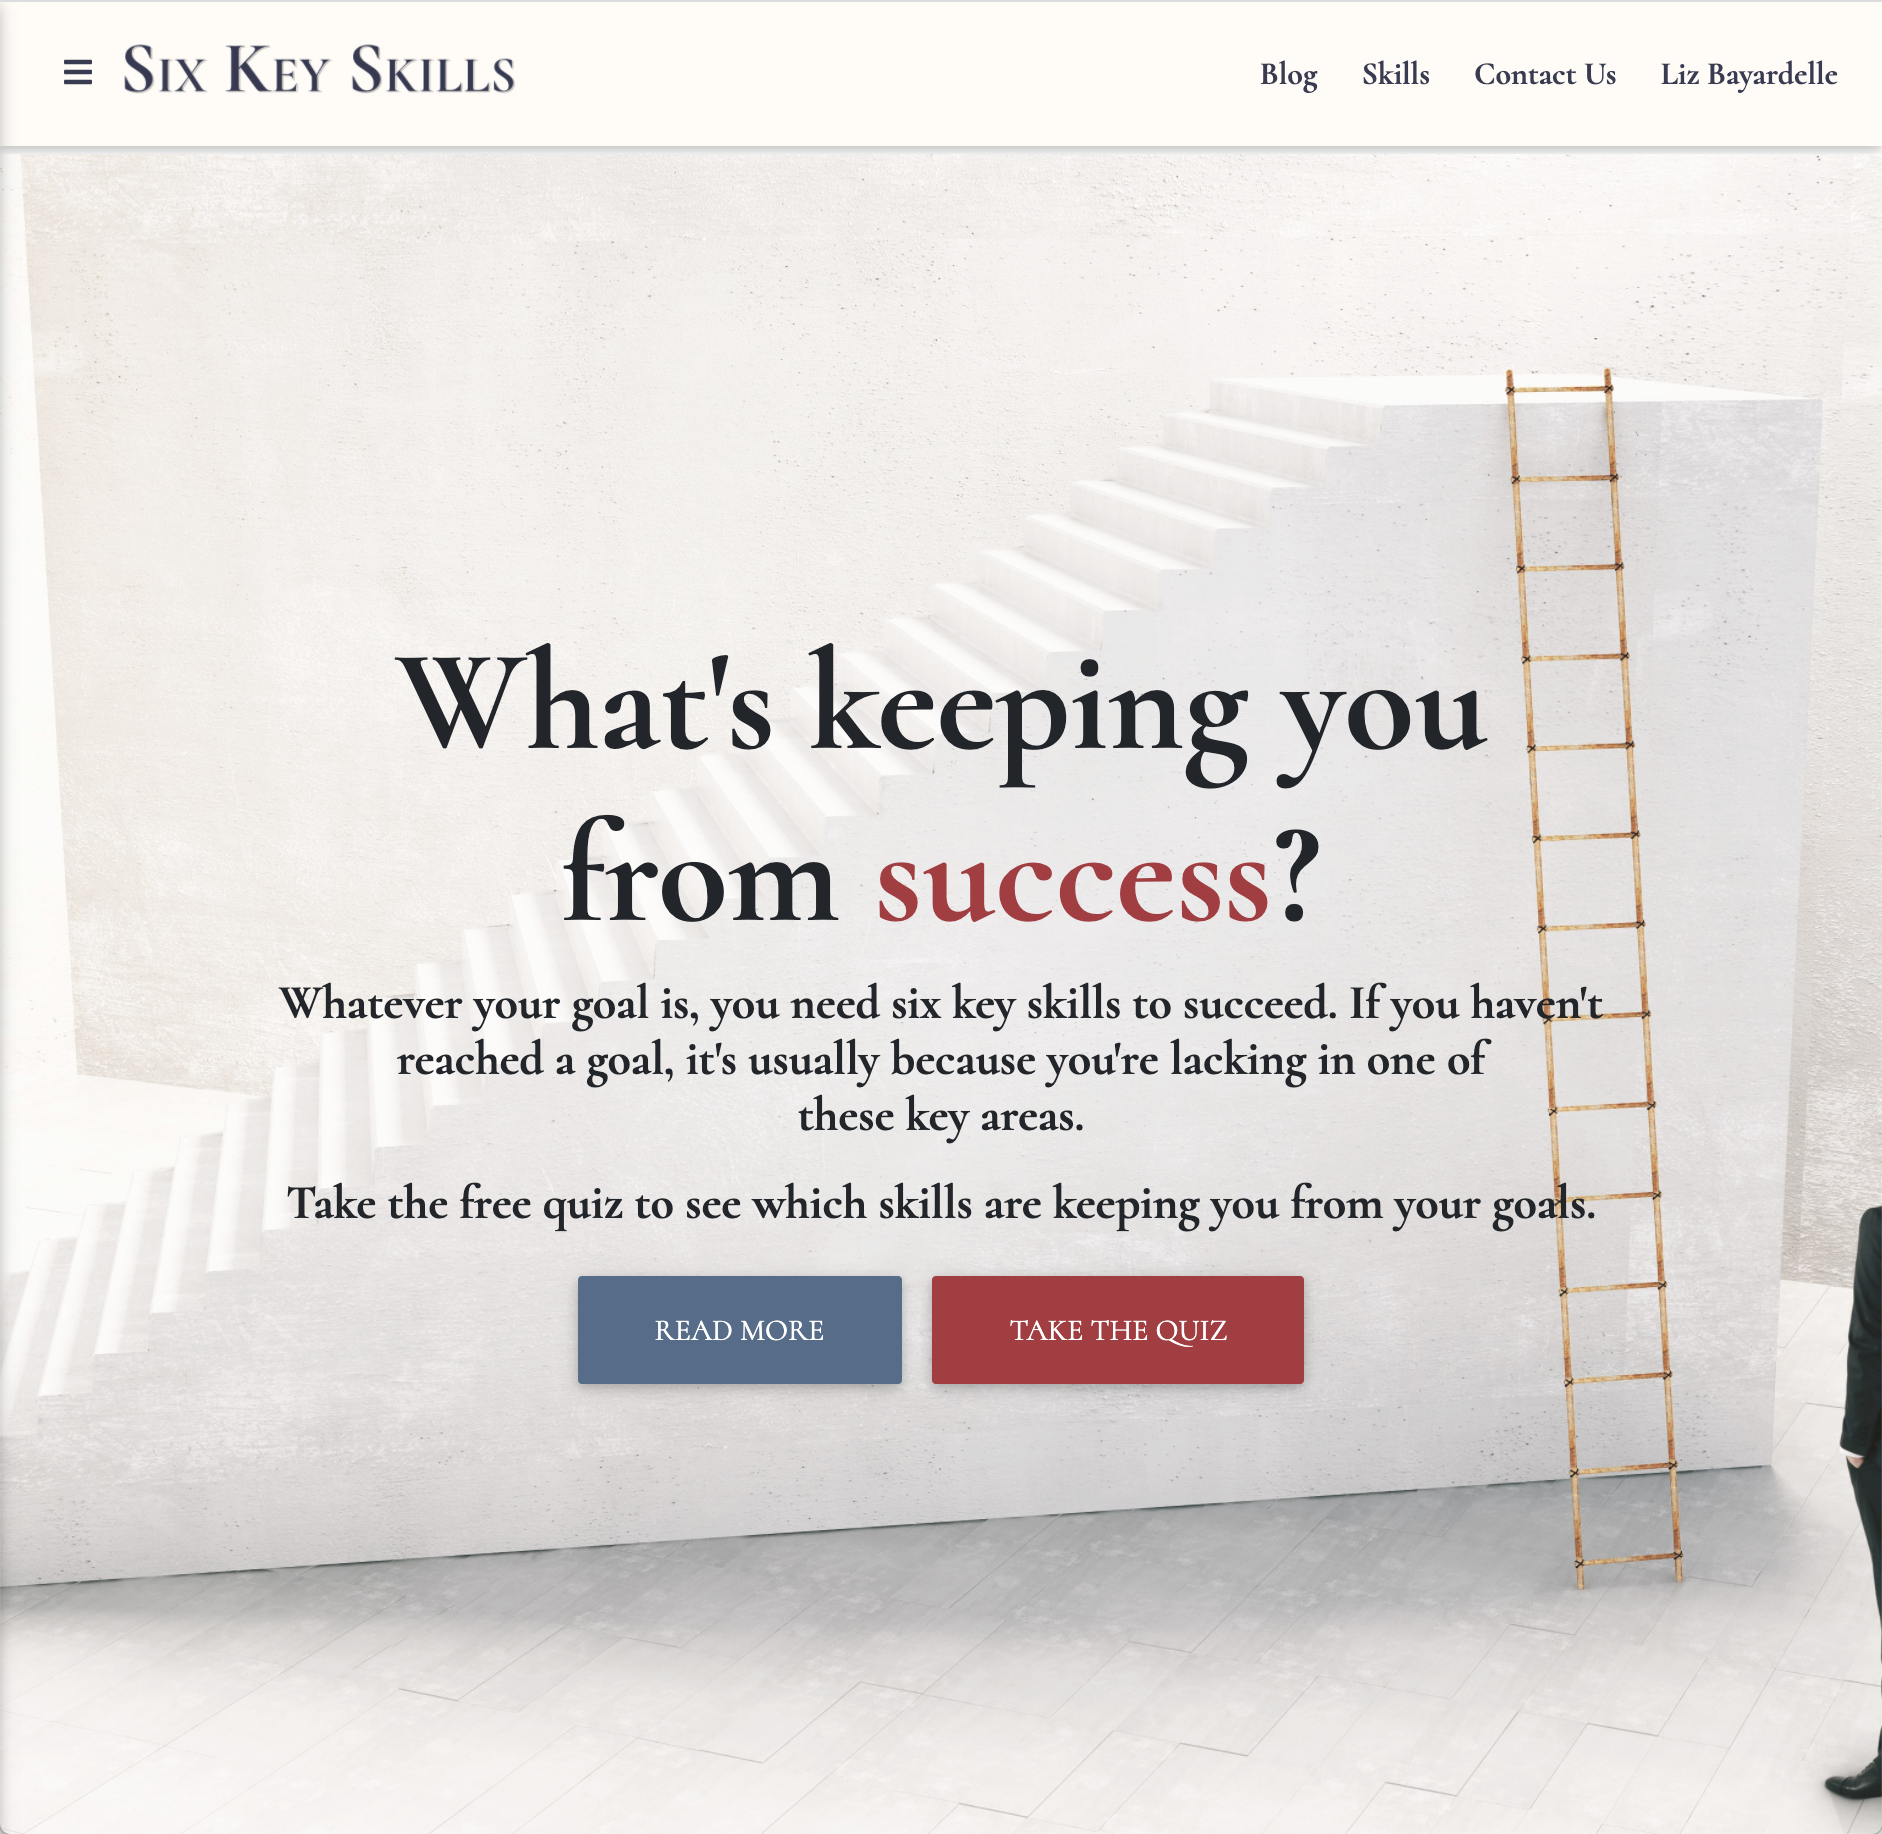 Six Key Skills
Blog Skills Contact Us Liz Bayardelle
What's keeping you
from success?
Whatever your goal is, you need six key skills to succeed. If you haven't
reached a goal, it's usually because you're lacking in one of
these key areas.
Take the free quiz to see which skills are keeping you from your goals.
READ MORE TAKE THE QUIZ